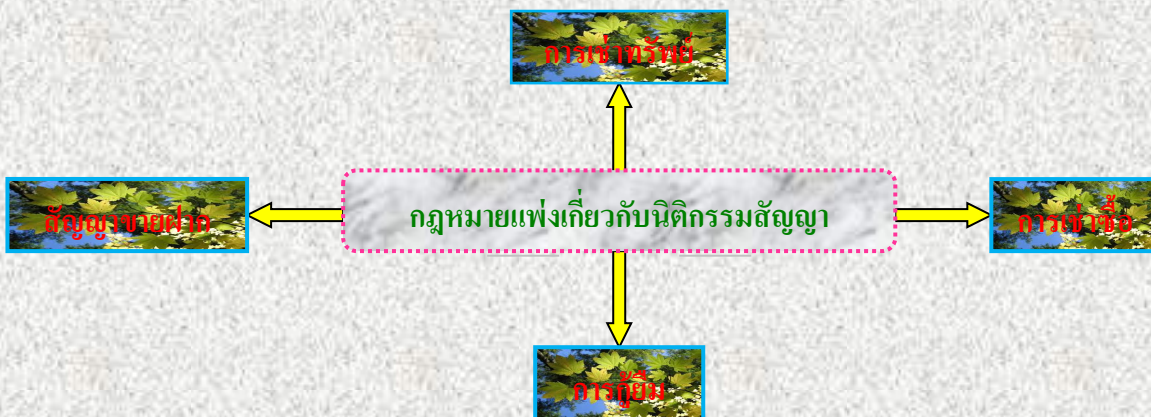 การเช่าทรัพย์
สัญญาขายฝาก
กฎหมายแพ่งเกี่ยวกับนิติกรรมสัญญา
การเช่าซื้อ
การกู้ยืม